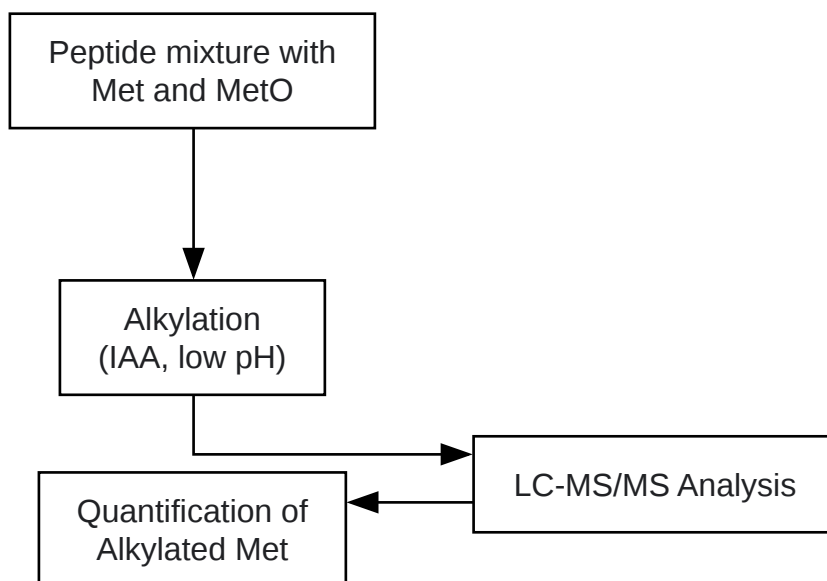 Peptide mixture with
Met and MetO
Alkylation
(IAA, low pH)
LC-MS/MS Analysis
Quantification of
Alkylated Met